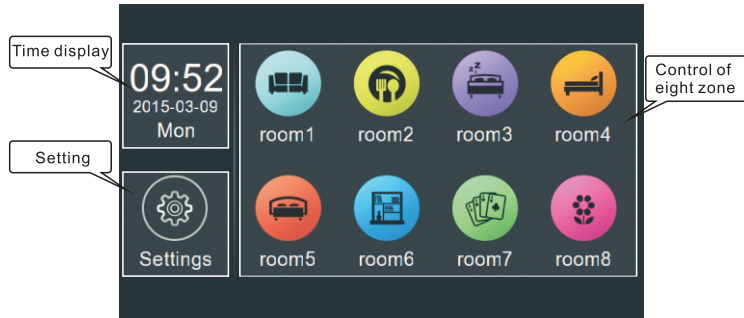 Time display
09:52
2015-03-09
Mon
Setting
Settings
zzz
room1
room2
room3
room4
room5
room6
room7
room8
Control of
eight zone